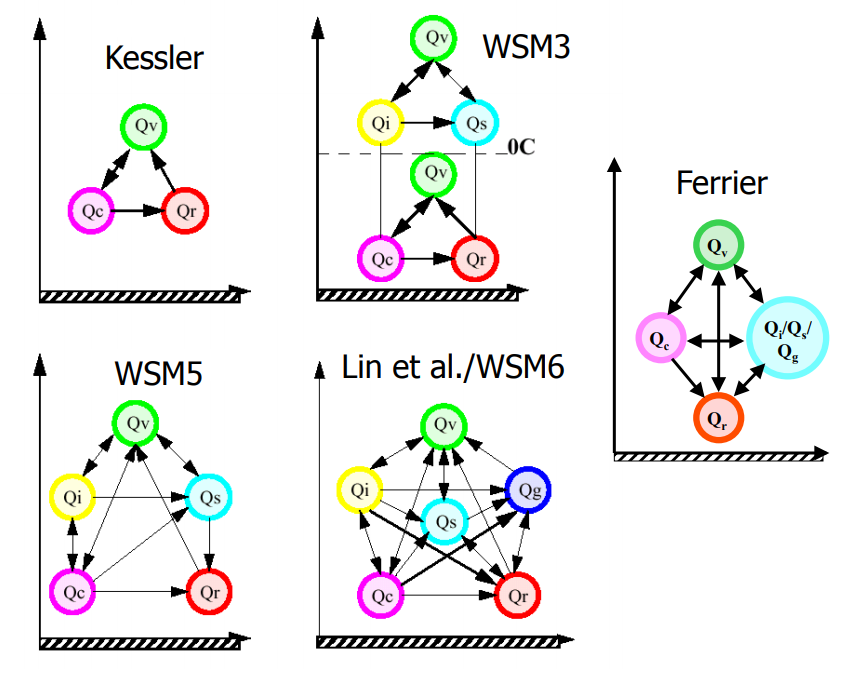 Kessler
Qv
Qc
Qr
WSM3
Qv
Qi
Qs
0C
Qv
Qc
Qr
Ferrier
Qv
Qc
Qi/Qs/
Qg
Qr
WSM5
Qv
Qi
Qs
Qc
Qr
Lin et al./WSM6
Qv
Qi
Qg
Qs
Qc
Qr